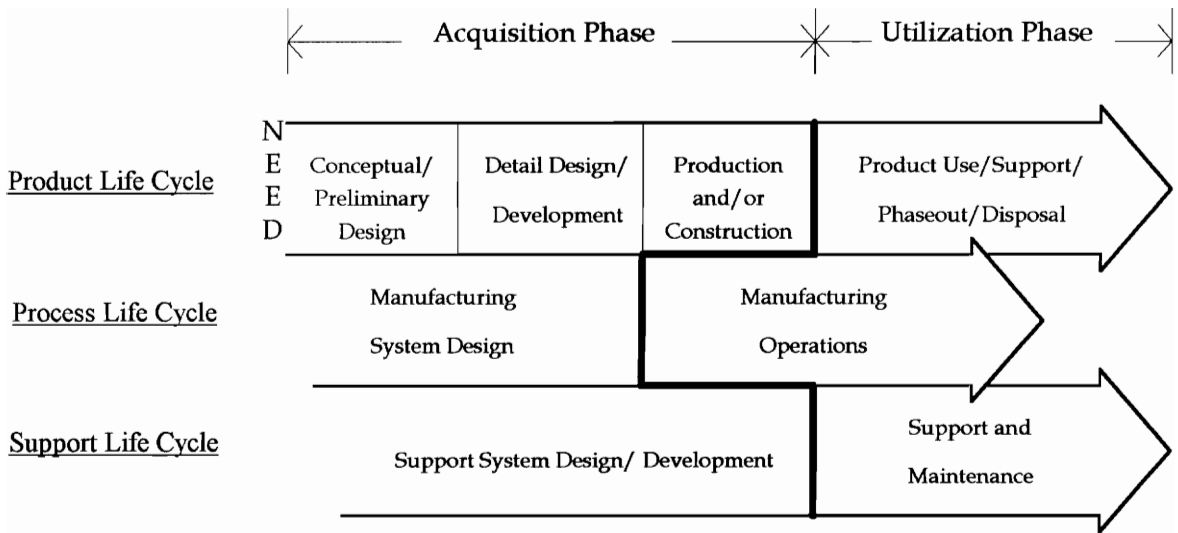 Acquisition Phase
Utilization Phase
Product Life Cycle
N
E
E
D
Conceptual/
Preliminary
Design
Detail Design/
Development
Production
and/or
Construction
Product Use/Support/
Phaseout/Disposal
Process Life Cycle
Manufacturing
System Design
Manufacturing
Operations
Support Life Cycle
Support System Design/ Development
Support and
Maintenance